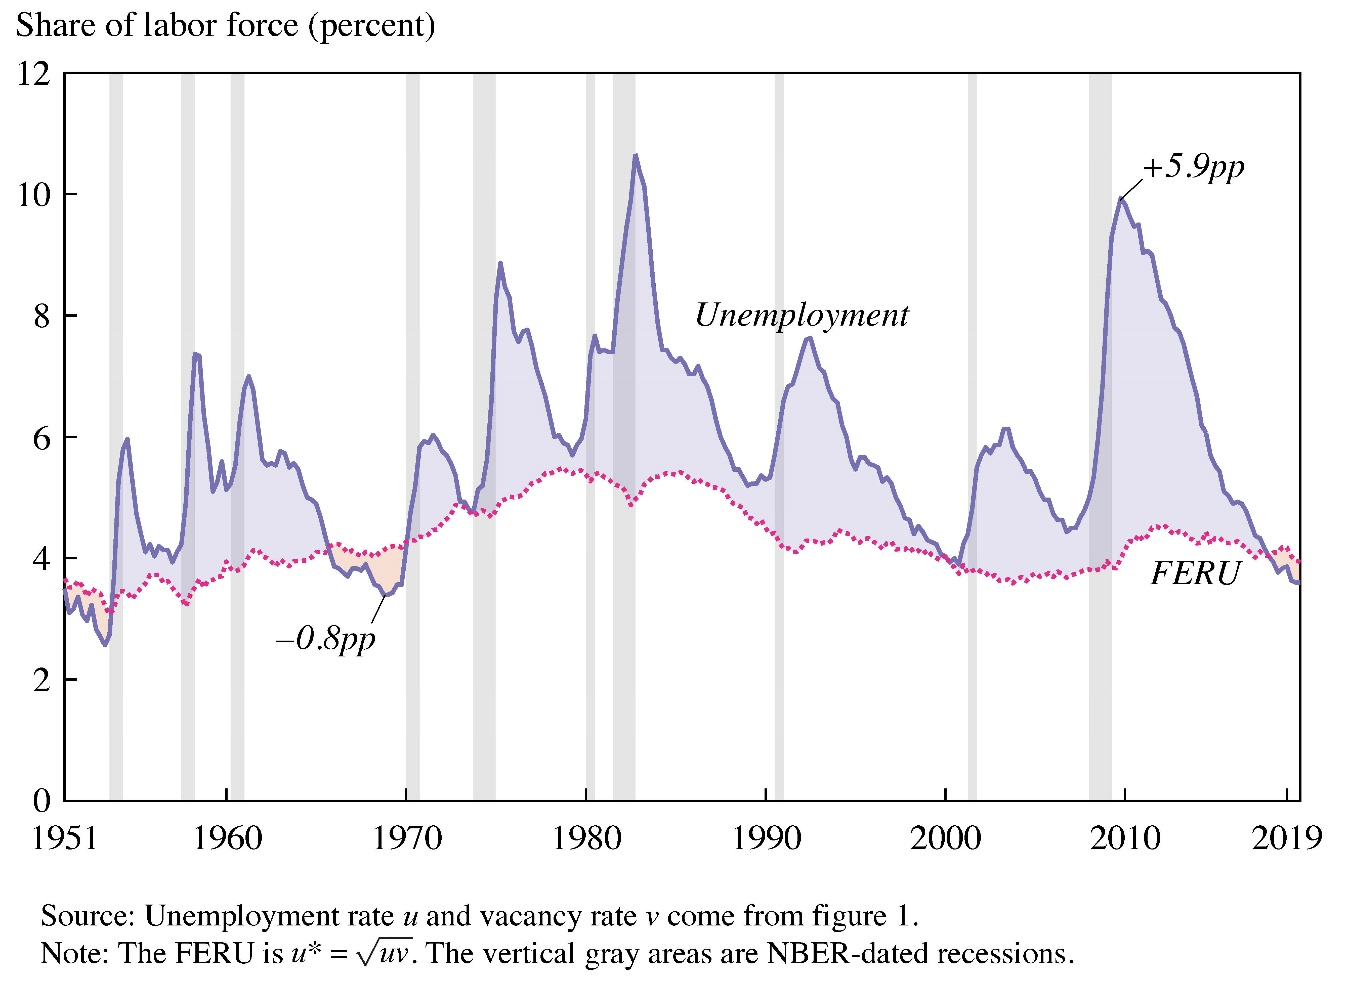 Share of labor force (percent)
12
+5.9pp
10
8
Unemployment
6
4
FERU
−0.8pp
2
0
1951 1960 1970 1980 1990 2000 2010 2019
Source: Unemployment rate u and vacancy rate v come from figure 1.
Note: The FERU is u* = √uv. The vertical gray areas are NBER-dated recessions.